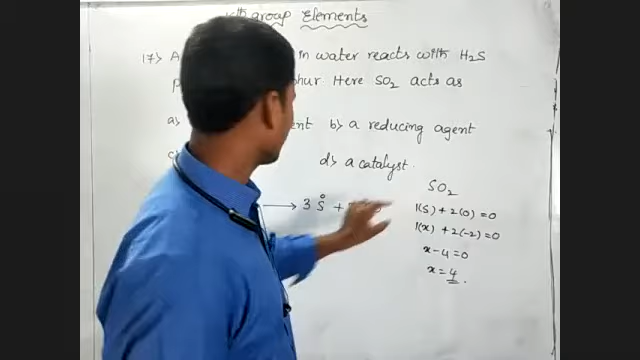 group Elements
17> A in water reacts with H₂S
p hur Here SO₂ acts as
a> ent b> a reducing agent
c d> a catalyst.
SO₂
→ 3 S⁰ +
1(S) + 2(O) = 0
1(x) + 2(-2) = 0
x - 4 = 0
x = 4.